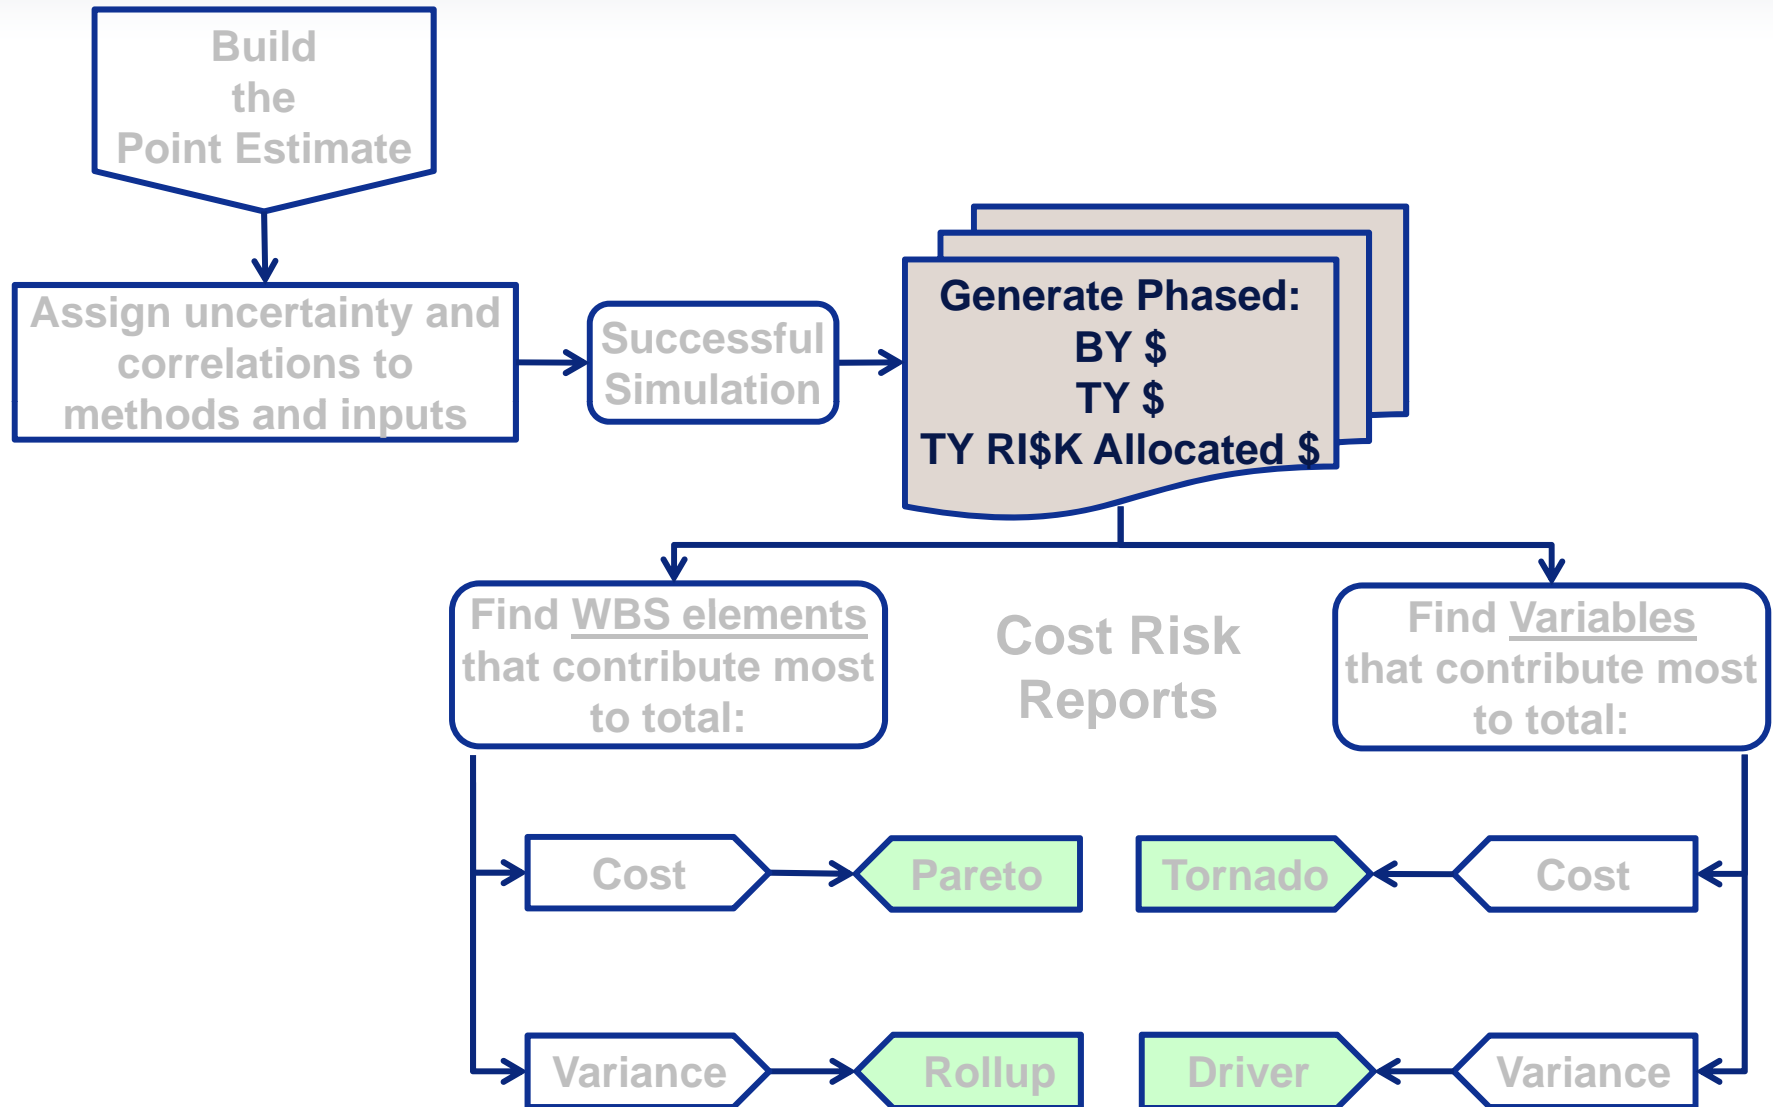 Build
the
Point Estimate
Assign uncertainty and
correlations to
methods and inputs
Successful
Simulation
Generate Phased:
BY $
TY $
TY RI$K Allocated $
Find WBS elements
that contribute most
to total:
Cost Risk
Reports
Find Variables
that contribute most
to total:
Cost
Pareto
Tornado
Cost
Variance
Rollup
Driver
Variance